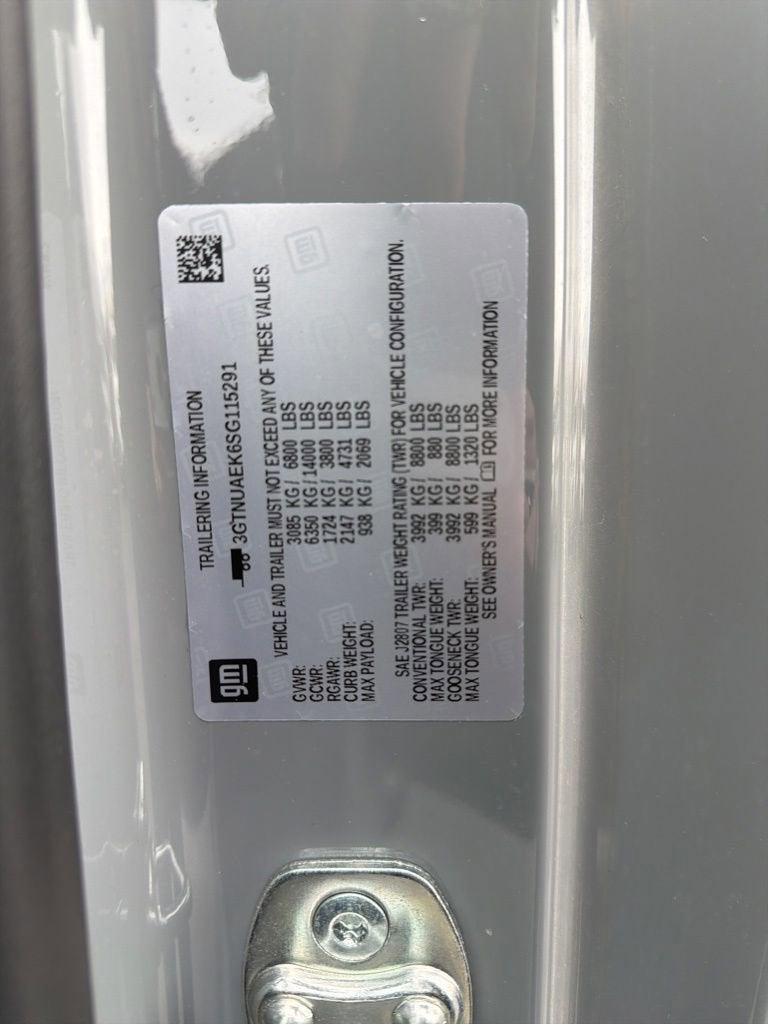 gm
TRAILERING INFORMATION
3GTNUAEK6SG115291
VEHICLE AND TRAILER MUST NOT EXCEED ANY OF THESE VALUES.
GVWR: 3085 KG/ 6800 LBS
GCWR: 6350 KG/ 14000 LBS
RGAWR: 1724 KG/ 3800 LBS
CURB WEIGHT: 2147 KG/ 4731 LBS
MAX PAYLOAD: 938 KG/ 2069 LBS
SAE J2807 TRAILER WEIGHT RATING (TWR) FOR VEHICLE CONFIGURATION.
CONVENTIONAL TWR: 3992 KG/ 8800 LBS
MAX TONGUE WEIGHT: 399 KG/ 880 LBS
GOOSENECK TWR: 3992 KG/ 8800 LBS
MAX TONGUE WEIGHT: 599 KG/ 1320 LBS
SEE OWNER'S MANUAL FOR MORE INFORMATION